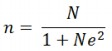 n = N / (1 + Ne²)